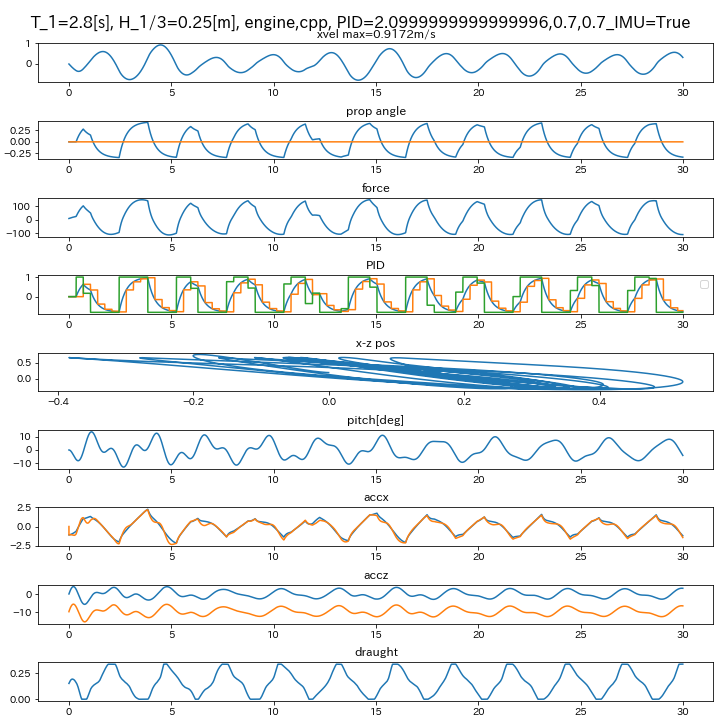 T_1=2.8[s], H_1/3=0.25[m], engine,cpp, PID=2.0999999999999996,0.7,0.7_IMU=True
xvel max=0.9172m/s
1
0
0 5 10 15 20 25 30
prop angle
0.25
0.00
−0.25
0 5 10 15 20 25 30
force
100
0
−100
0 5 10 15 20 25 30
PID
1
0
0 5 10 15 20 25 30
x-z pos
0.5
0.0
−0.4 −0.2 0.0 0.2 0.4
pitch[deg]
10
0
−10
0 5 10 15 20 25 30
accx
2.5
0.0
−2.5
0 5 10 15 20 25 30
accz
0
−10
0 5 10 15 20 25 30
draught
0.25
0.00
0 5 10 15 20 25 30